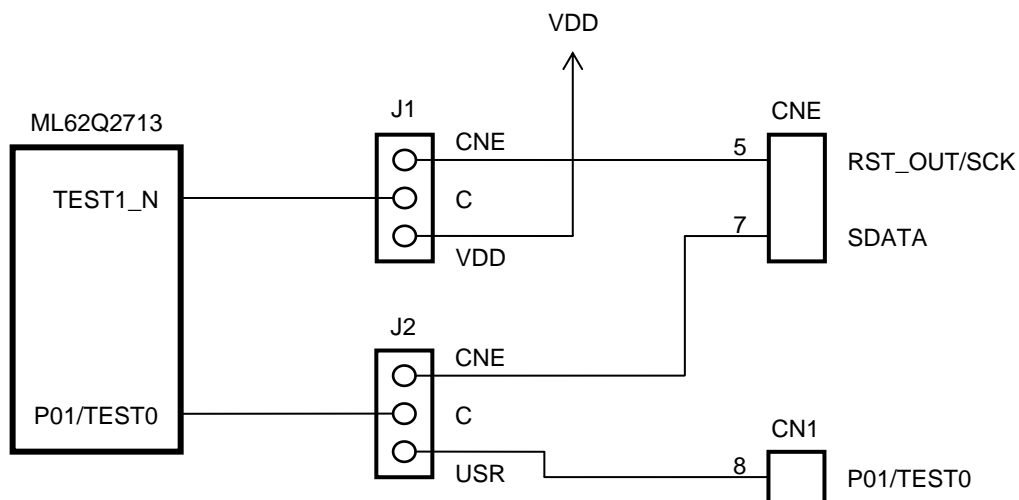 VDD
ML62Q2713
J1
CNE
CNE
5
RST_OUT/SCK
TEST1_N
C
7
SDATA
VDD
J2
CNE
P01/TEST0
C
CN1
USR
8
P01/TEST0